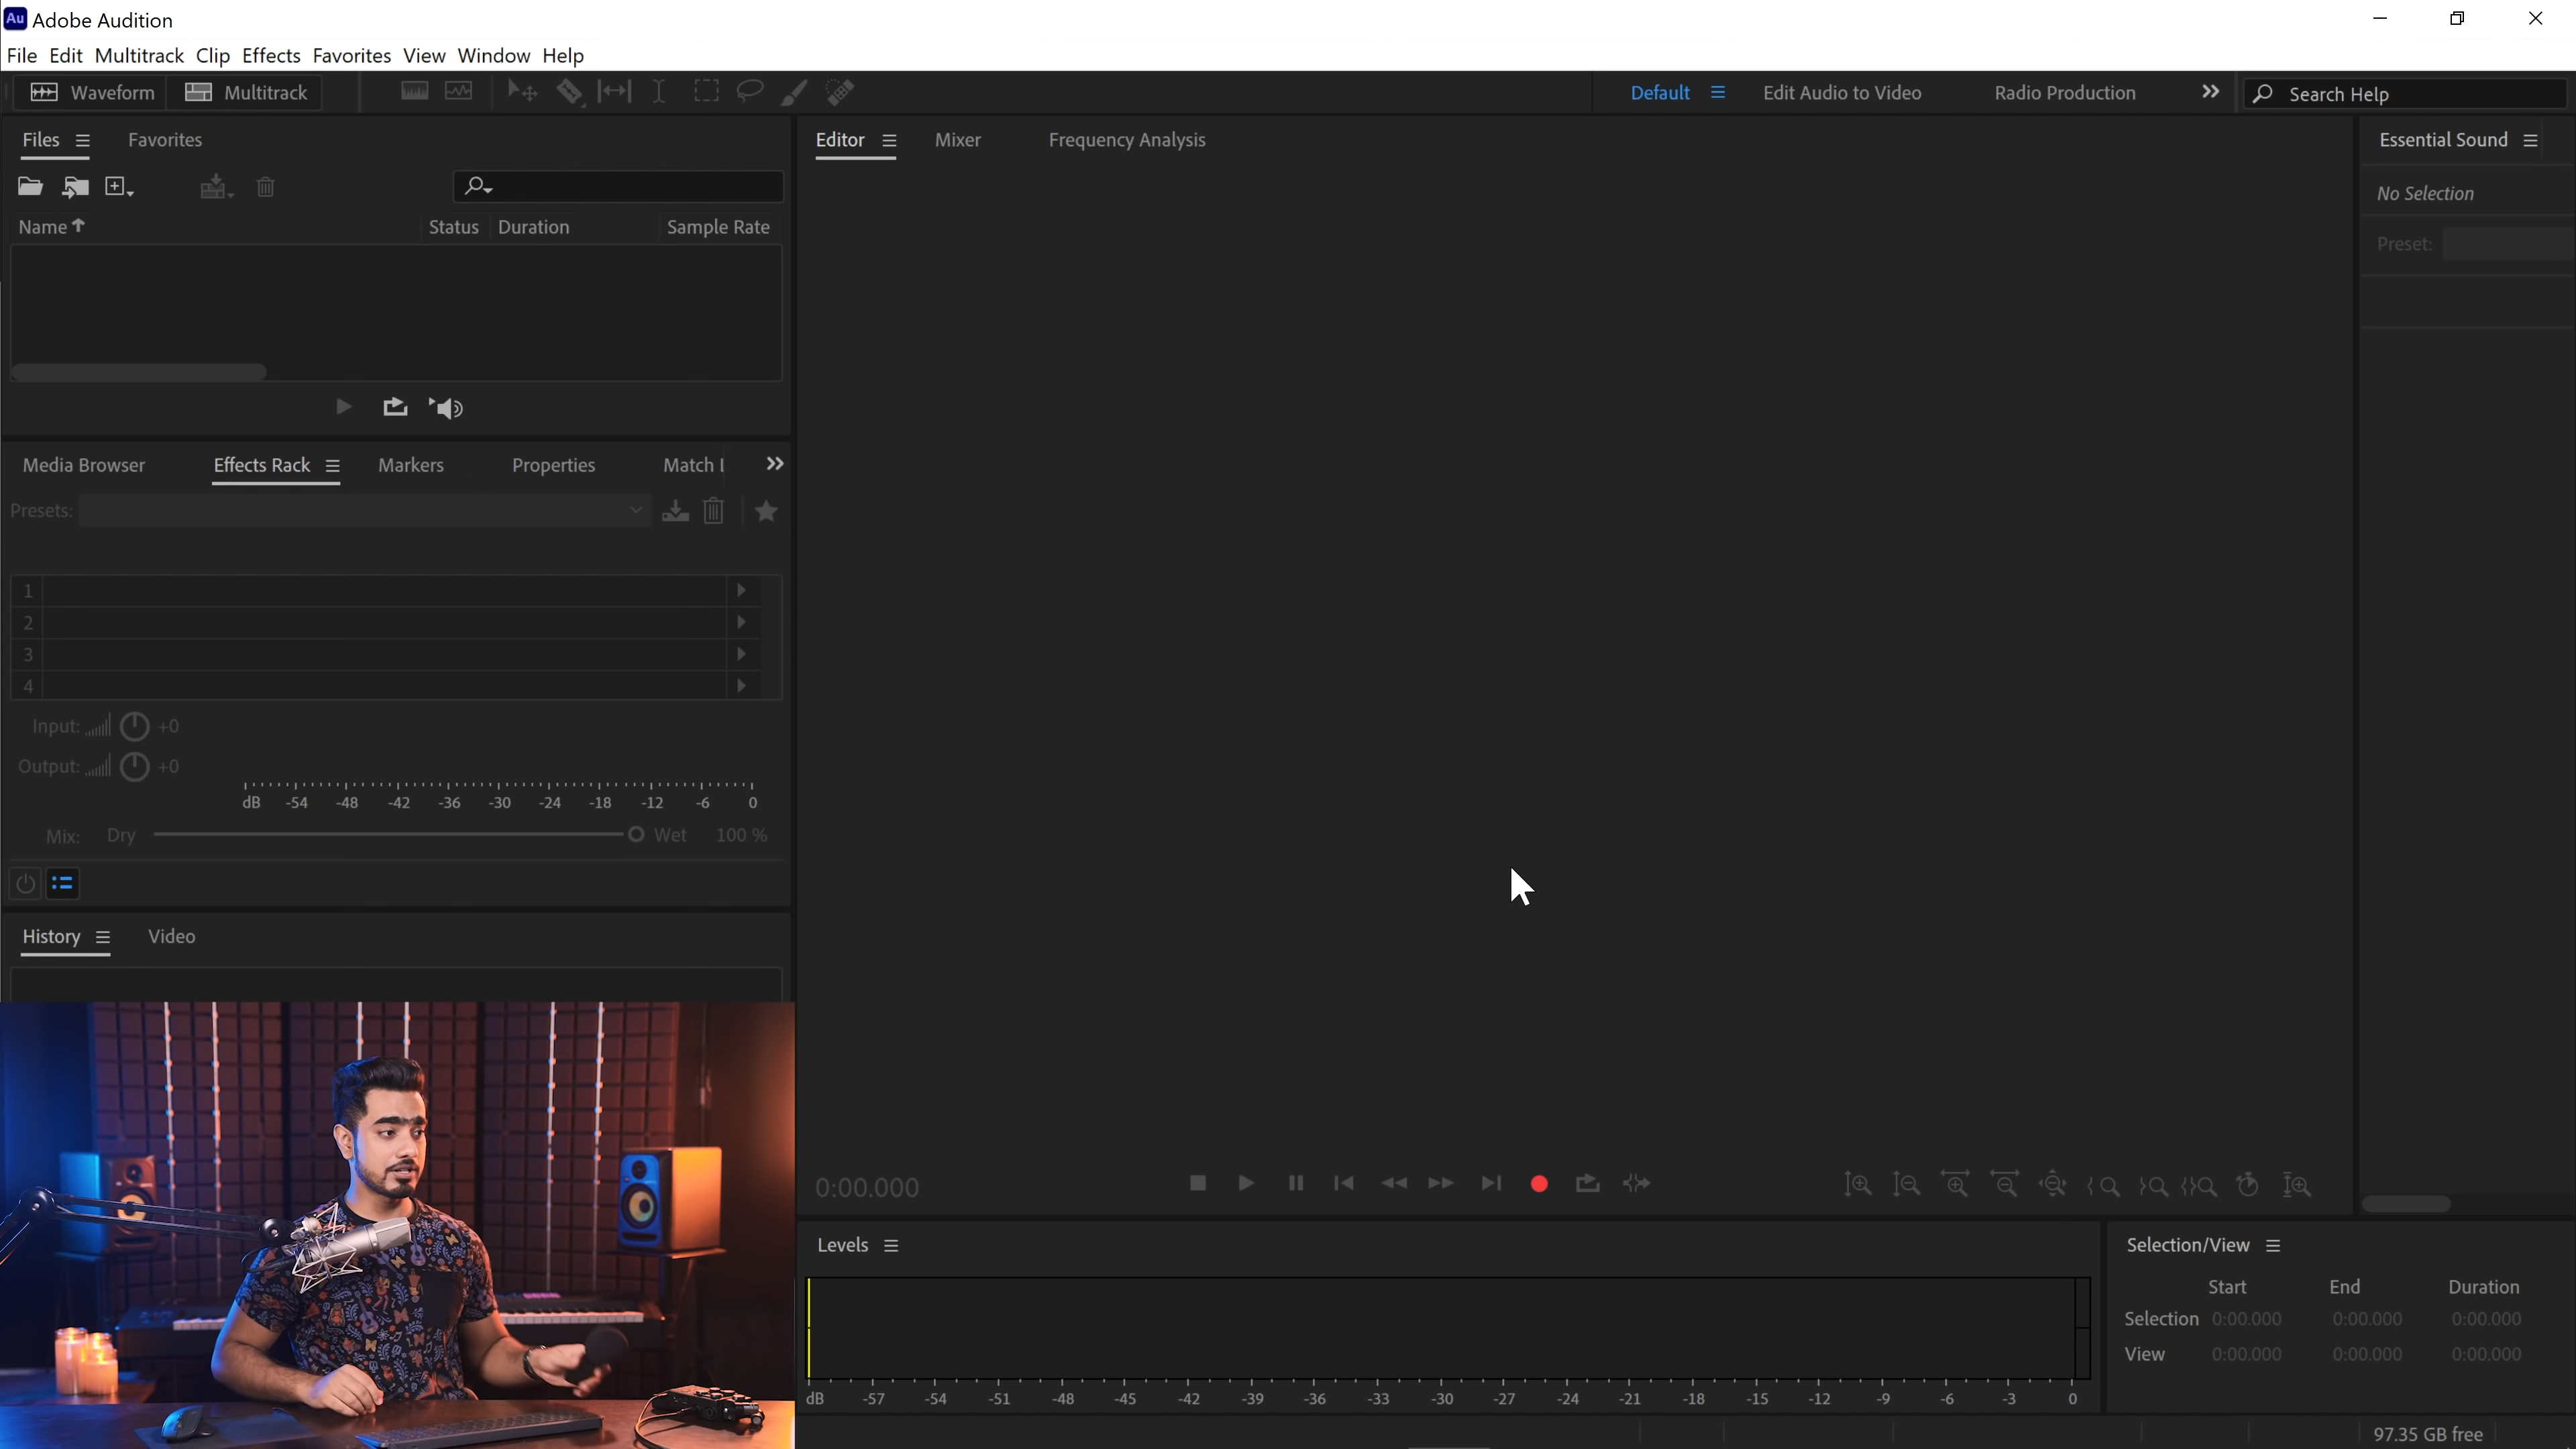 Au Adobe Audition
File Edit Multitrack Clip Effects Favorites View Window Help
Waveform Multitrack Default Edit Audio to Video Radio Production Search Help
Files Favorites
Name Status Duration Sample Rate
Media Browser Effects Rack Markers Properties Match
Presets:
1
2
3
4
Input: +0
Output: +0
dB -54 -48 -42 -36 -30 -24 -18 -12 -6 0
Mix: Dry Wet 100 %
History Video
Editor Mixer Frequency Analysis
0:00.000
Levels
dB -57 -54 -51 -48 -45 -42 -39 -36 -33 -30 -27 -24 -21 -18 -15 -12 -9 -6 -3 0
Essential Sound
No Selection
Preset:
Selection/View
Start End Duration
Selection 0:00.000 0:00.000 0:00.000
View 0:00.000 0:00.000 0:00.000
97.35 GB free